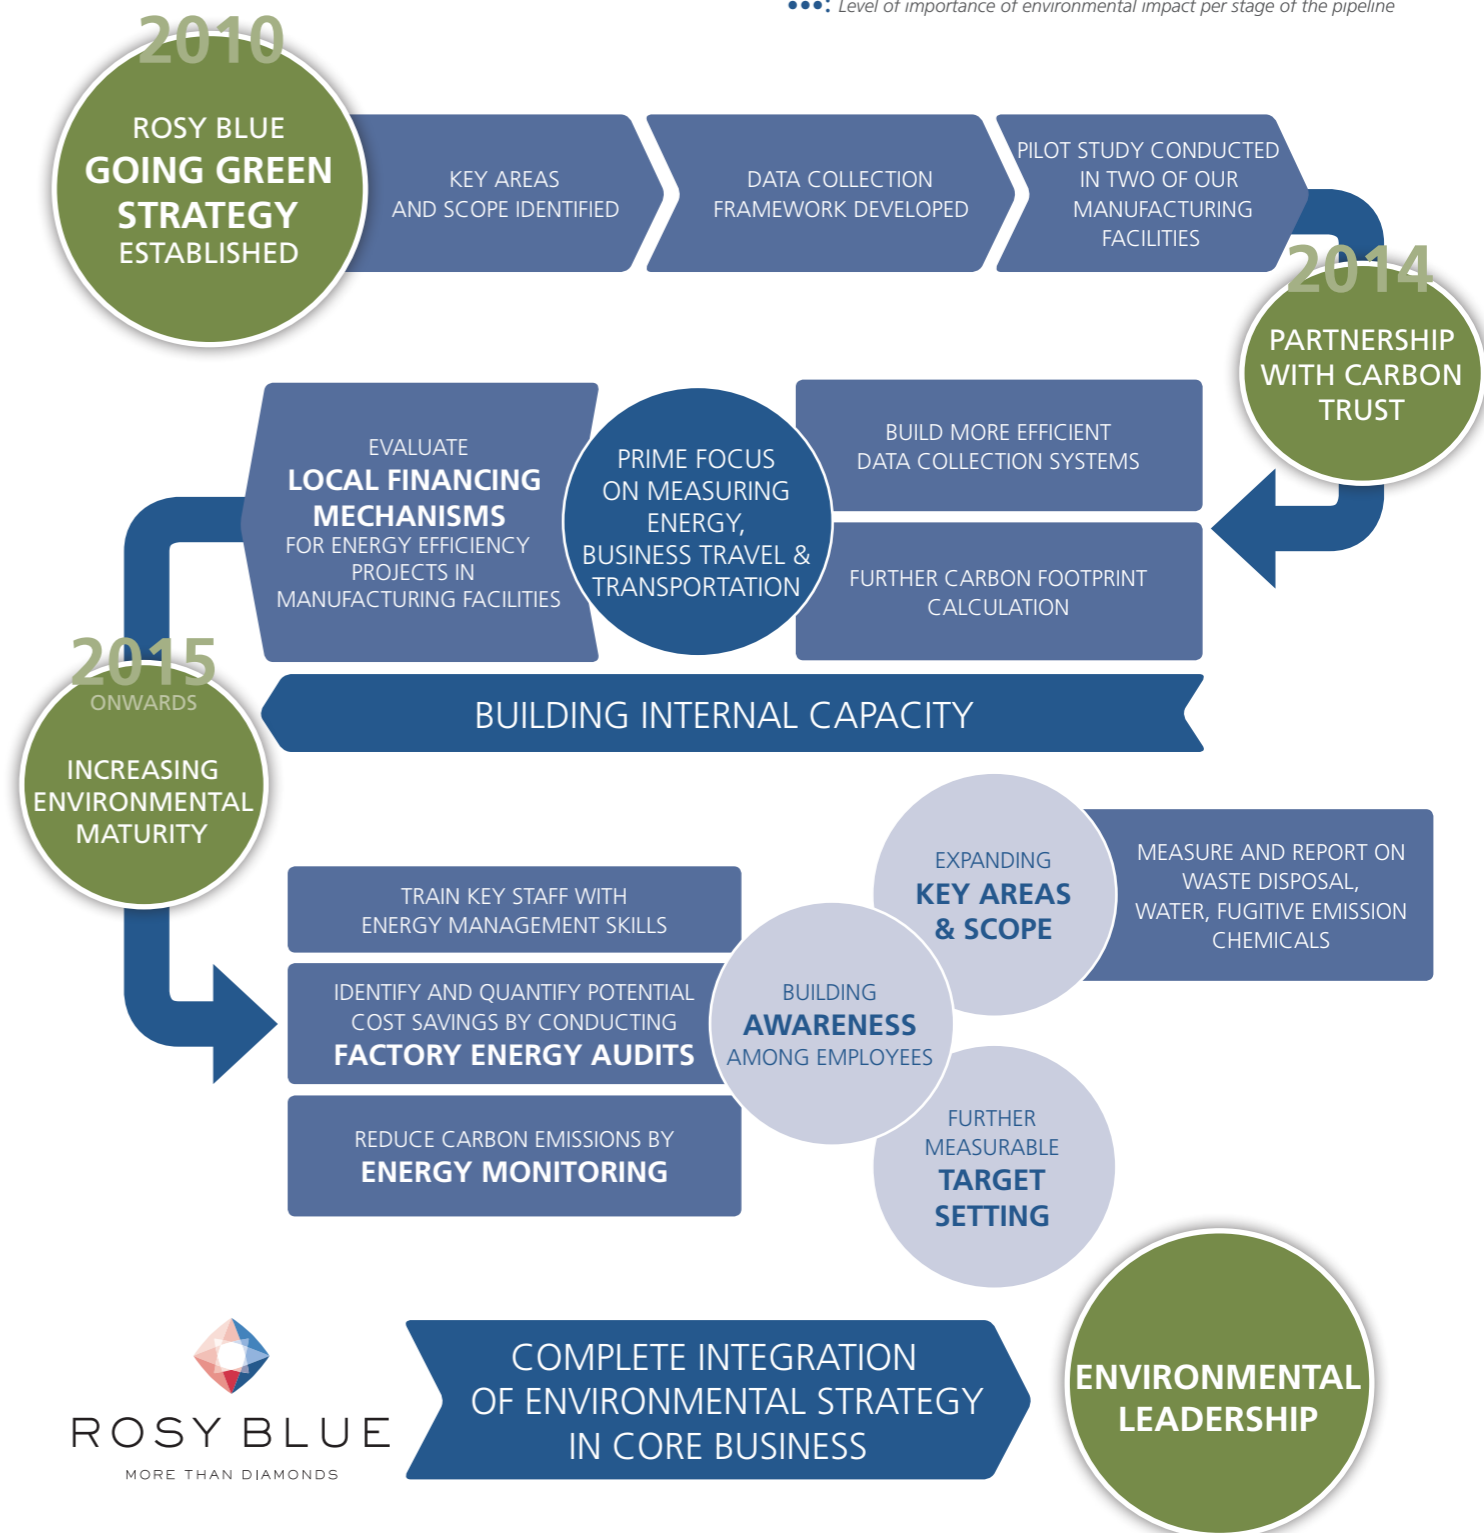 ●●●: Level of importance of environmental impact per stage of the pipeline
2010
ROSY BLUE
GOING GREEN
STRATEGY
ESTABLISHED
KEY AREAS
AND SCOPE IDENTIFIED
DATA COLLECTION
FRAMEWORK DEVELOPED
PILOT STUDY CONDUCTED
IN TWO OF OUR
MANUFACTURING
FACILITIES
2014
PARTNERSHIP
WITH CARBON
TRUST
BUILD MORE EFFICIENT
DATA COLLECTION SYSTEMS
FURTHER CARBON FOOTPRINT
CALCULATION
PRIME FOCUS
ON MEASURING
ENERGY,
BUSINESS TRAVEL &
TRANSPORTATION
EVALUATE
LOCAL FINANCING
MECHANISMS
FOR ENERGY EFFICIENCY
PROJECTS IN
MANUFACTURING FACILITIES
BUILDING INTERNAL CAPACITY
2015
ONWARDS
INCREASING
ENVIRONMENTAL
MATURITY
TRAIN KEY STAFF WITH
ENERGY MANAGEMENT SKILLS
IDENTIFY AND QUANTIFY POTENTIAL
COST SAVINGS BY CONDUCTING
FACTORY ENERGY AUDITS
REDUCE CARBON EMISSIONS BY
ENERGY MONITORING
BUILDING
AWARENESS
AMONG EMPLOYEES
EXPANDING
KEY AREAS
& SCOPE
MEASURE AND REPORT ON
WASTE DISPOSAL,
WATER, FUGITIVE EMISSION
CHEMICALS
FURTHER
MEASURABLE
TARGET
SETTING
ROSY BLUE
MORE THAN DIAMONDS
COMPLETE INTEGRATION
OF ENVIRONMENTAL STRATEGY
IN CORE BUSINESS
ENVIRONMENTAL
LEADERSHIP